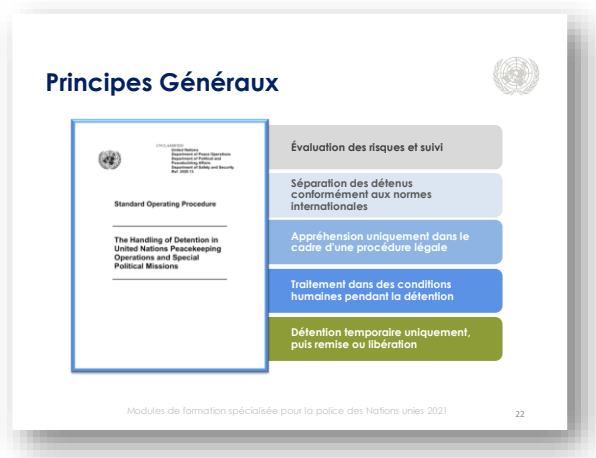 Principes Généraux
UNCLASSIFIED
United Nations
Department of Peace Operations
Department of Political and
Peacebuilding Affairs
Department of Safety and Security
Ref. 2020.13
Standard Operating Procedure
The Handling of Detention in
United Nations Peacekeeping
Operations and Special
Political Missions
Évaluation des risques et suivi
Séparation des détenus
conformément aux normes
internationales
Appréhension uniquement dans le
cadre d'une procédure légale
Traitement dans des conditions
humaines pendant la détention
Détention temporaire uniquement,
puis remise ou libération
Modules de formation spécialisée pour la police des Nations unies 2021
22